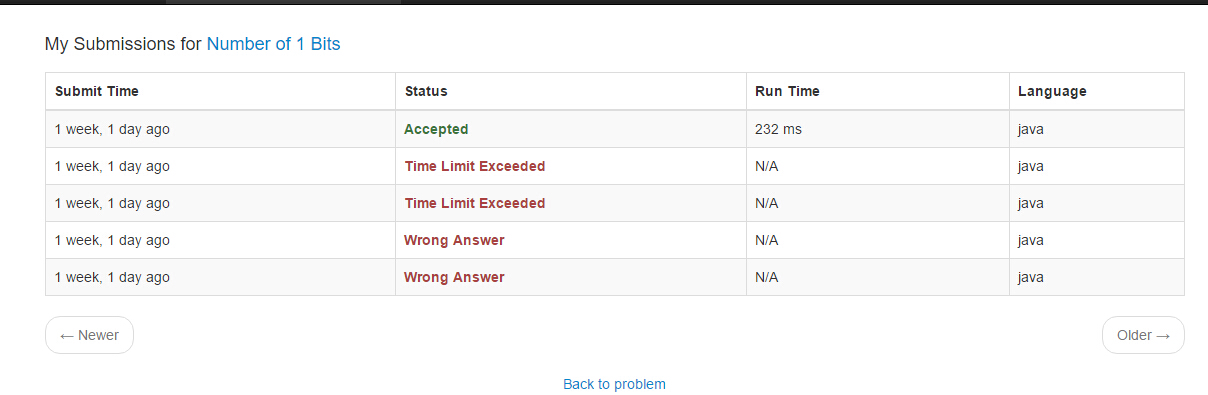 My Submissions for Number of 1 Bits
Submit Time Status Run Time Language
1 week, 1 day ago Accepted 232 ms java
1 week, 1 day ago Time Limit Exceeded N/A java
1 week, 1 day ago Time Limit Exceeded N/A java
1 week, 1 day ago Wrong Answer N/A java
1 week, 1 day ago Wrong Answer N/A java
← Newer Older →
Back to problem